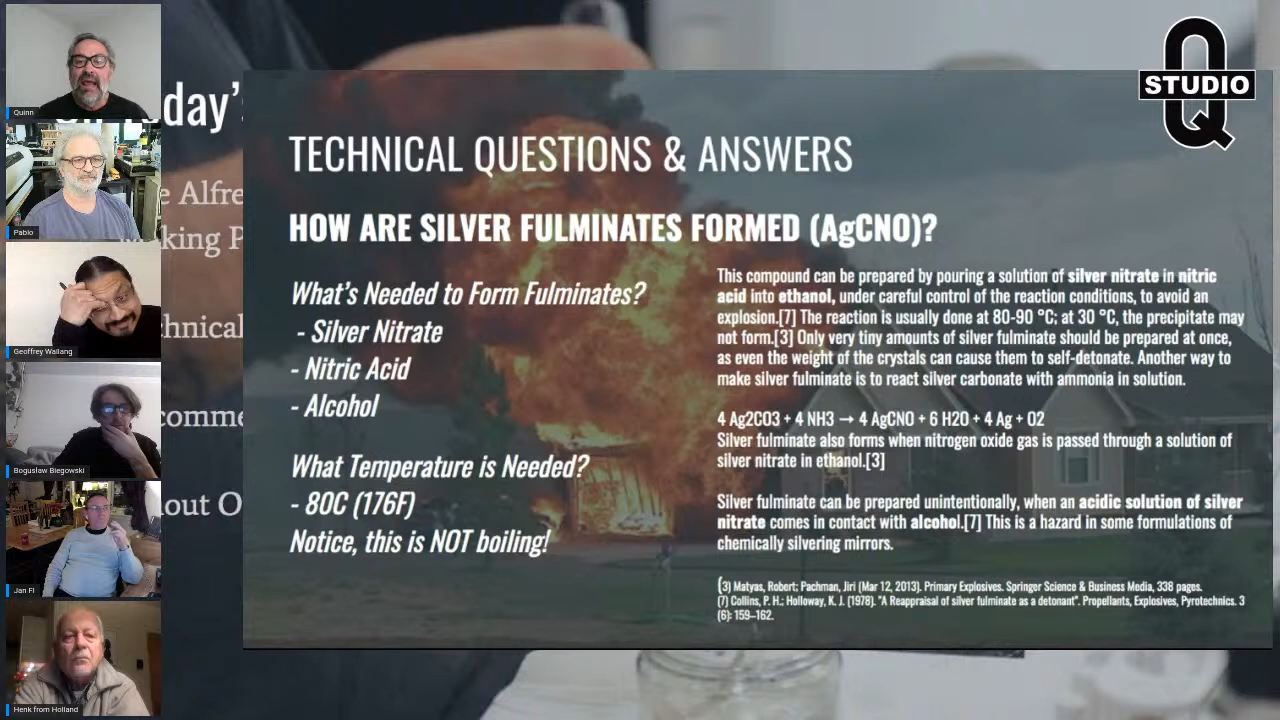 STUDIO
Q
day's
e Alfre
king P
chnical
comme
out O
TECHNICAL QUESTIONS & ANSWERS
HOW ARE SILVER FULMINATES FORMED (AgCNO)?
What's Needed to Form Fulminates?
- Silver Nitrate
- Nitric Acid
- Alcohol
What Temperature is Needed?
- 80C (176F)
Notice, this is NOT boiling!
This compound can be prepared by pouring a solution of silver nitrate in nitric
acid into ethanol, under careful control of the reaction conditions, to avoid an
explosion.[7] The reaction is usually done at 80-90 °C; at 30 °C, the precipitate may
not form.[3] Only very tiny amounts of silver fulminate should be prepared at once,
as even the weight of the crystals can cause them to self-detonate. Another way to
make silver fulminate is to react silver carbonate with ammonia in solution.
4 Ag2CO3 + 4 NH3 → 4 AgCNO + 6 H2O + 4 Ag + O2
Silver fulminate also forms when nitrogen oxide gas is passed through a solution of
silver nitrate in ethanol.[3]
Silver fulminate can be prepared unintentionally, when an acidic solution of silver
nitrate comes in contact with alcohol.[7] This is a hazard in some formulations of
chemically silvering mirrors.
(3) Matyas, Robert; Pachman, Jiri (Mar 12, 2013). Primary Explosives. Springer Science & Business Media, 338 pages.
(7) Collins, P. H.; Holloway, K. J. (1978). "A Reappraisal of silver fulminate as a detonant". Propellants, Explosives, Pyrotechnics. 3
(6): 159–162.
Quinn
Pablo
Geoffrey Wallang
Bogusław Biegowski
Jan Fl
Henk from Holland